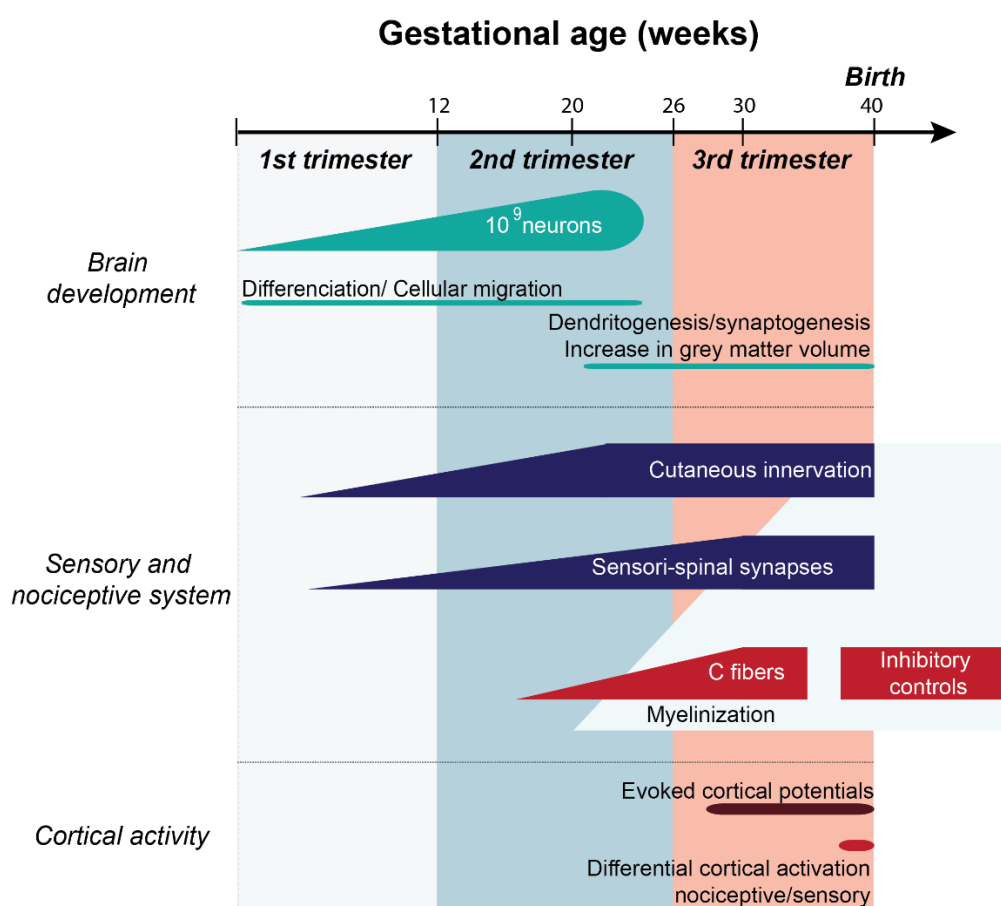 Gestational age (weeks)
Birth
12 20 26 30 40
1st trimester 2nd trimester 3rd trimester
10 9 neurons
Brain
development
Differenciation/ Cellular migration
Dendritogenesis/synaptogenesis
Increase in grey matter volume
Cutaneous innervation
Sensory and
nociceptive system
Sensori-spinal synapses
C fibers
Inhibitory
controls
Myelinization
Evoked cortical potentials
Cortical activity
Differential cortical activation
nociceptive/sensory